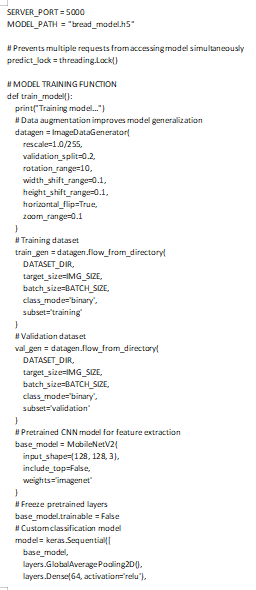 SERVER_PORT = 5000
MODEL_PATH = "bread_model.h5"
# Prevents multiple requests from accessing model simultaneously
predict_lock = threading.Lock()
# MODEL TRAINING FUNCTION
def train_model():
print("Training model...")
# Data augmentation improves model generalization
datagen = ImageDataGenerator(
rescale=1.0/255,
validation_split=0.2,
rotation_range=10,
width_shift_range=0.1,
height_shift_range=0.1,
horizontal_flip=True,
zoom_range=0.1
)
# Training dataset
train_gen = datagen.flow_from_directory(
DATASET_DIR,
target_size=IMG_SIZE,
batch_size=BATCH_SIZE,
class_mode='binary',
subset='training'
)
# Validation dataset
val_gen = datagen.flow_from_directory(
DATASET_DIR,
target_size=IMG_SIZE,
batch_size=BATCH_SIZE,
class_mode='binary',
subset='validation'
)
# Pretrained CNN model for feature extraction
base_model = MobileNetV2(
input_shape=(128, 128, 3),
include_top=False,
weights='imagenet'
)
# Freeze pretrained layers
base_model.trainable = False
# Custom classification model
model = keras.Sequential([
base_model,
layers.GlobalAveragePooling2D(),
layers.Dense(64, activation='relu'),